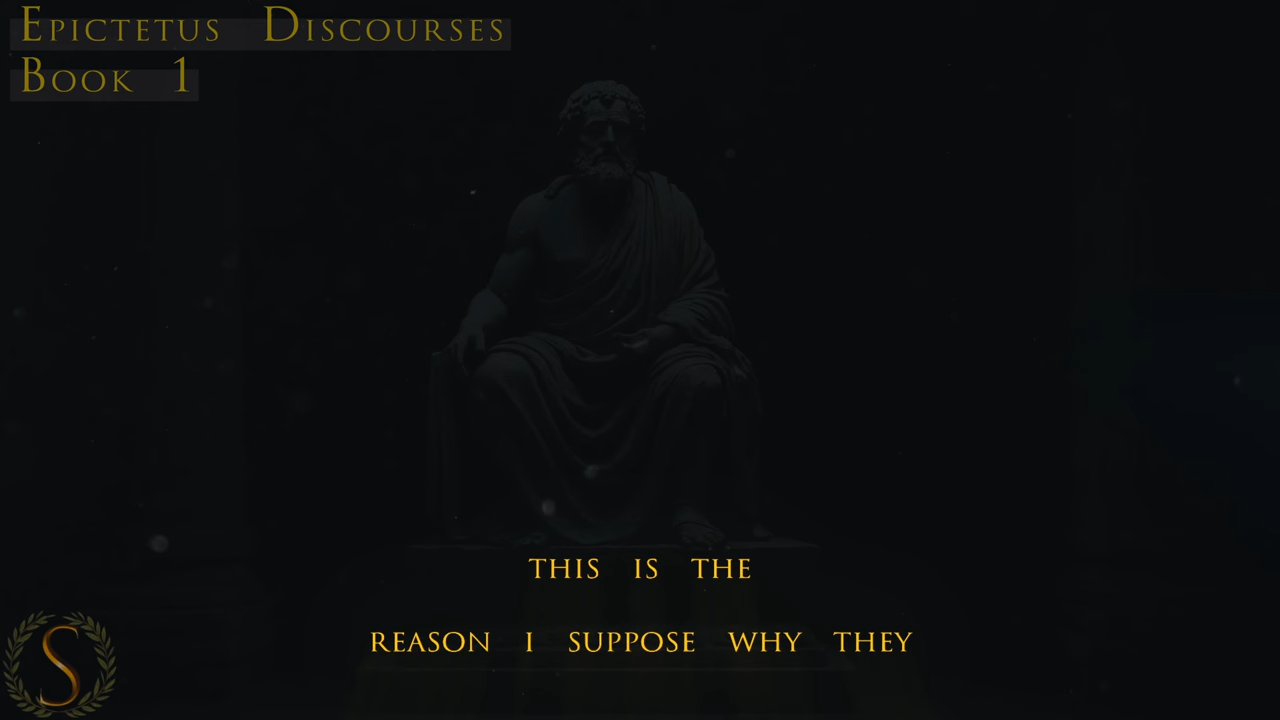 Epictetus Discourses
Book 1
THIS IS THE
REASON I SUPPOSE WHY THEY
S